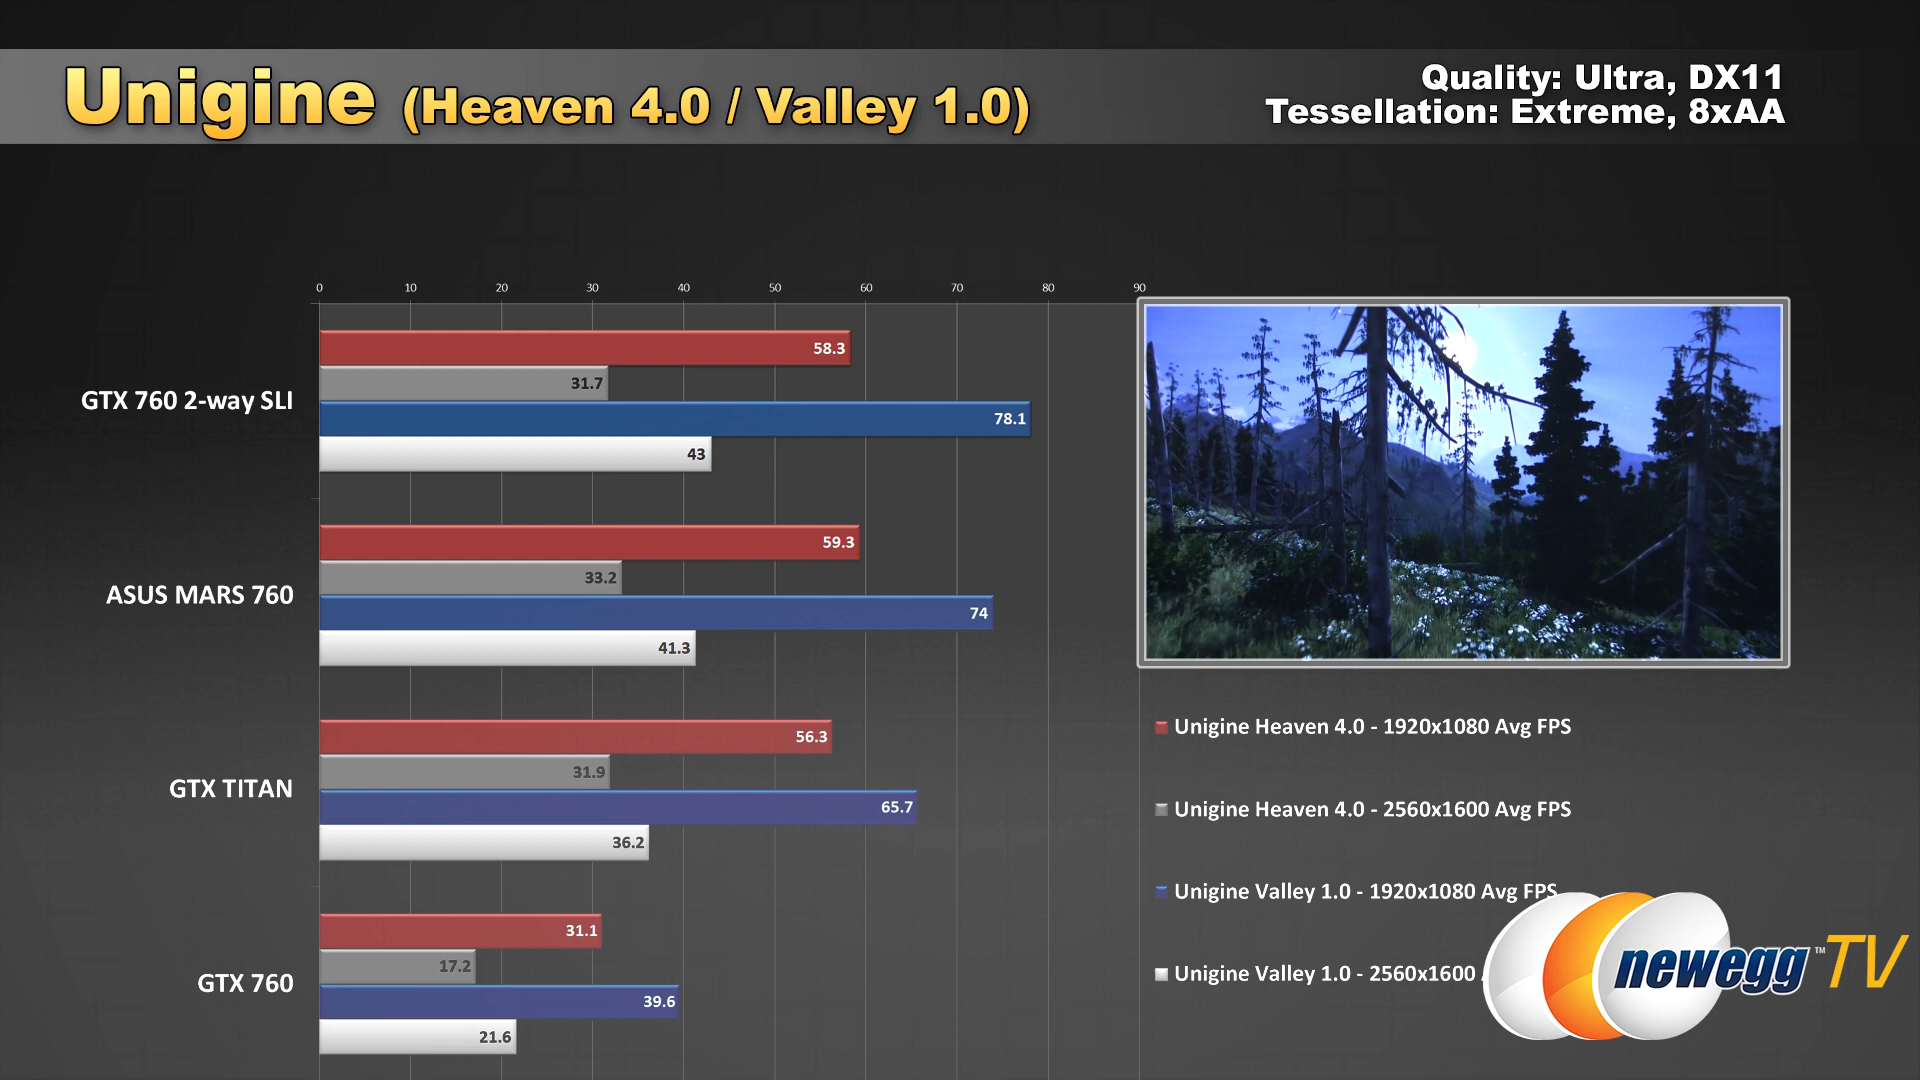 Unigine (Heaven 4.0 / Valley 1.0)
Quality: Ultra, DX11
Tessellation: Extreme, 8xAA
0 10 20 30 40 50 60 70 80 90
GTX 760 2-way SLI
58.3
31.7
78.1
43
ASUS MARS 760
59.3
33.2
74
41.3
GTX TITAN
56.3
31.9
65.7
36.2
GTX 760
31.1
17.2
39.6
21.6
Unigine Heaven 4.0 - 1920x1080 Avg FPS
Unigine Heaven 4.0 - 2560x1600 Avg FPS
Unigine Valley 1.0 - 1920x1080 Avg FPS
Unigine Valley 1.0 - 2560x1600
newegg™TV